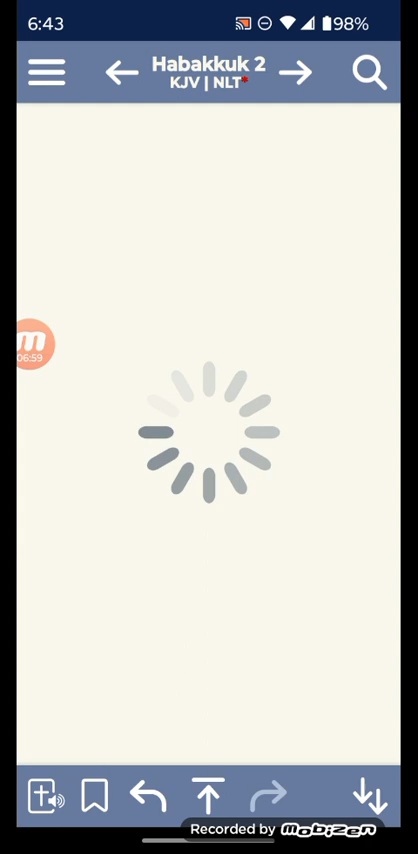 6:43
98%
Habakkuk 2
KJV | NLT*
m
06:59
Recorded by mobizen